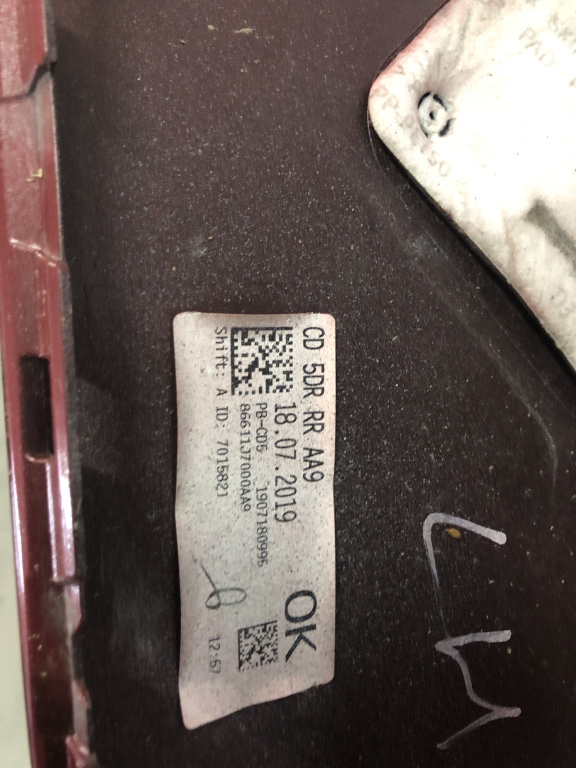 CD 5DR RR AA9
18.07.2019
PB-CD5 1907180995
86611J7000AA9
Shift: A ID: 7015821
OK
12:57